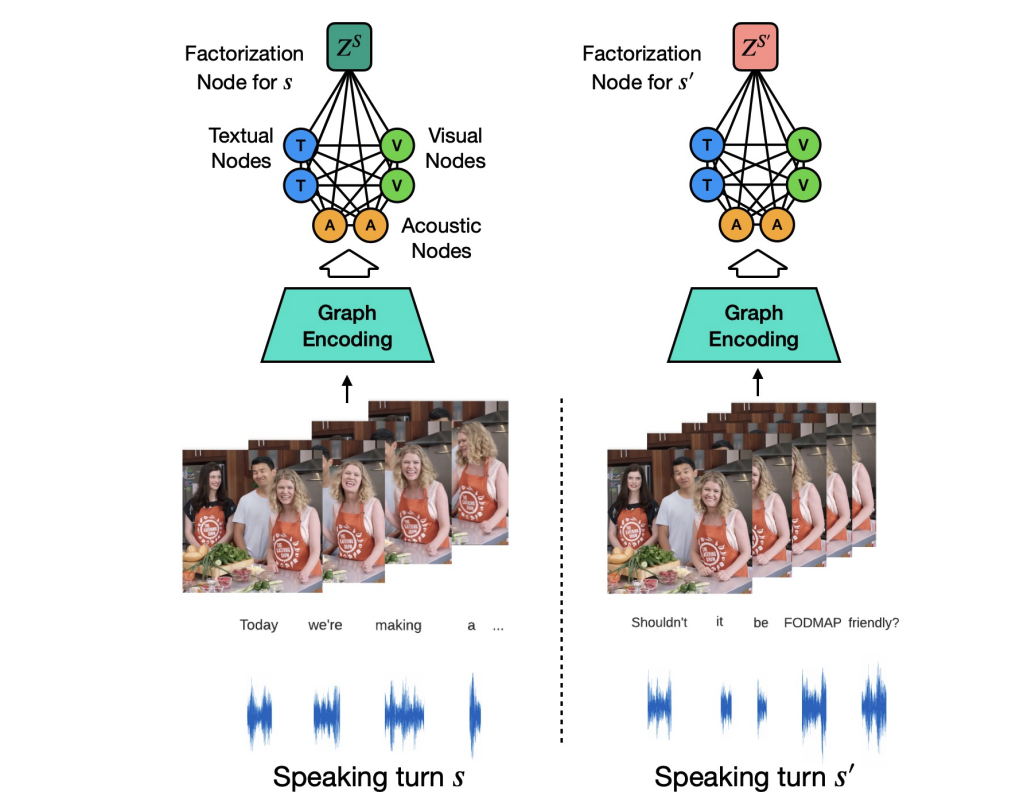 Factorization
Node for s
Z^S
Textual
Nodes
T
V
Visual
Nodes
T
V
A
A
Acoustic
Nodes
Graph
Encoding
Today we're making a ...
Speaking turn s
Factorization
Node for s′
Z^S′
T
V
T
V
A
A
Graph
Encoding
Shouldn't it be FODMAP friendly?
Speaking turn s′